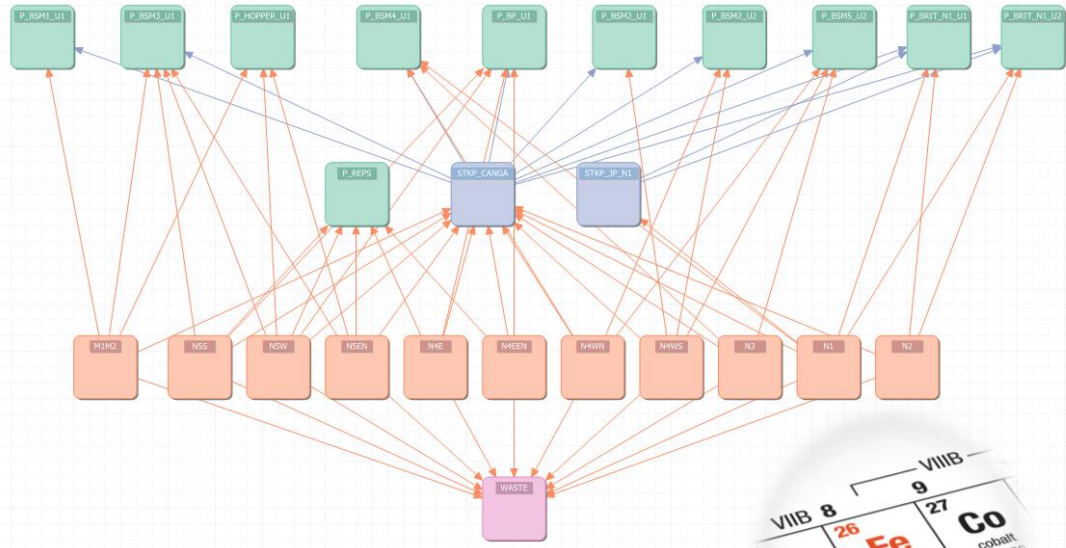 P_BSM1_U1
P_BSM3_U1
P_HOPPER_U1
P_BSM4_U1
P_BP_U1
P_BSM2_U1
P_BSM2_U2
P_BSM5_U2
P_BRIT_N1_U1
P_BRIT_N1_U2
P_REPS
STKP_CANGA
STKP_JP_N1
M1M2
N5S
N5W
N5EN
N4E
N4EEN
N4WN
N4WS
N3
N1
N2
WASTE
VIIIB
VIIB 8
9
26
Fe
27
Co
cobalt